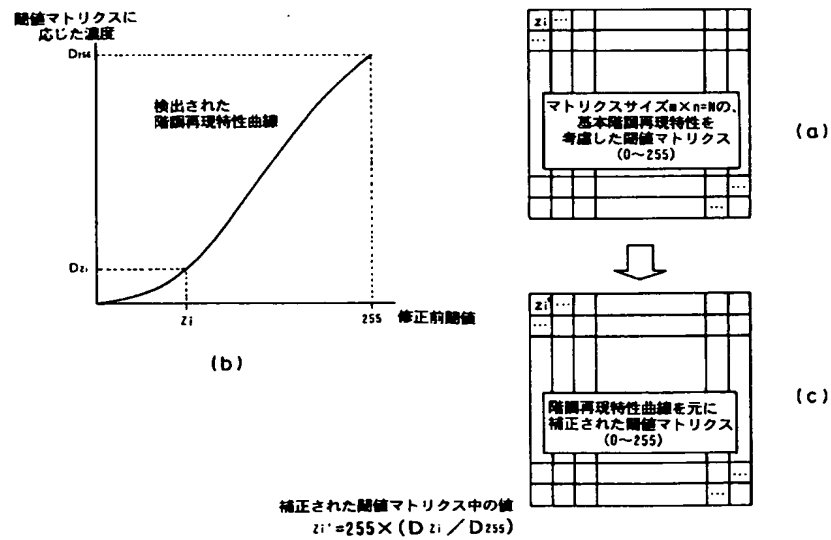 閾値マトリクスに
応じた濃度
D255
検出された
階調再現特性曲線
DZi
Zi
255
修正前閾値
(b)
Zi ...
...
マトリクスサイズm×n=Nの、
基本階調再現特性を
考慮した閾値マトリクス
(0〜255)
...
...
(a)
Zi' ...
...
階調再現特性曲線を元に
補正された閾値マトリクス
(0〜255)
...
...
(c)
補正された閾値マトリクス中の値
Zi'=255×(DZi/D255)